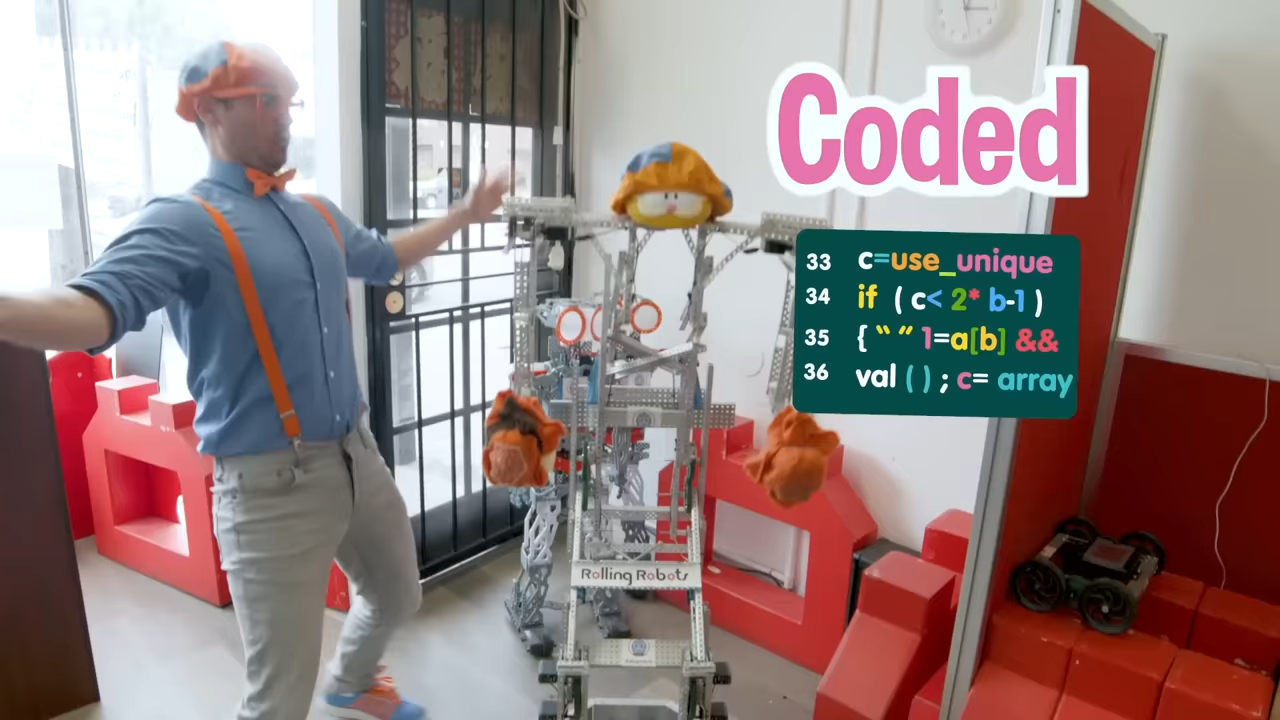 Coded
33 c=use_unique
34 if ( c< 2* b-1 )
35 { “ ” 1=a[b] &&
36 val ( ) ; c= array
Rolling Robots